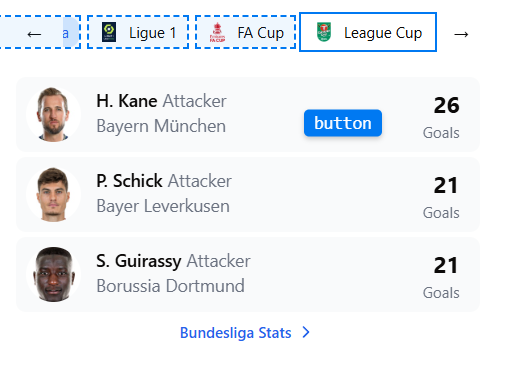 ← a Ligue 1 FA Cup League Cup →
H. Kane Attacker 26
Bayern München button Goals
P. Schick Attacker 21
Bayer Leverkusen Goals
S. Guirassy Attacker 21
Borussia Dortmund Goals
Bundesliga Stats >